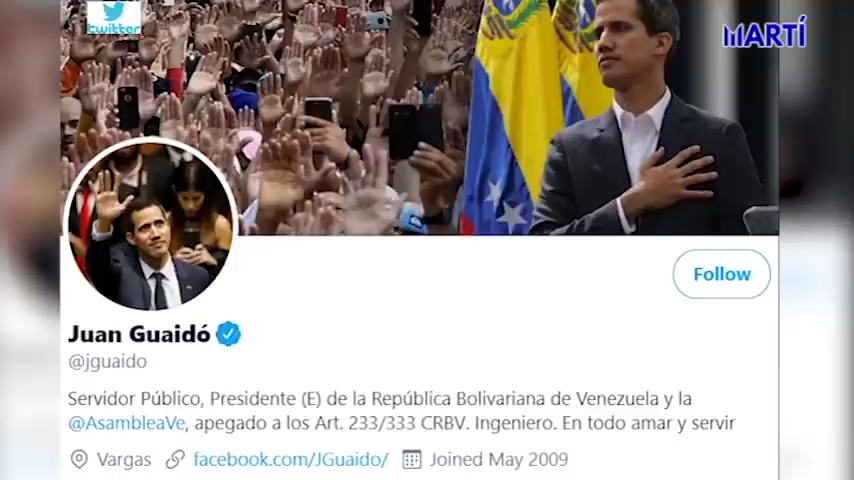 twitter
MARTÍ
Follow
Juan Guaidó
@jguaido
Servidor Público, Presidente (E) de la República Bolivariana de Venezuela y la
@AsambleaVe, apegado a los Art. 233/333 CRBV. Ingeniero. En todo amar y servir
Vargas facebook.com/JGuaido/ Joined May 2009